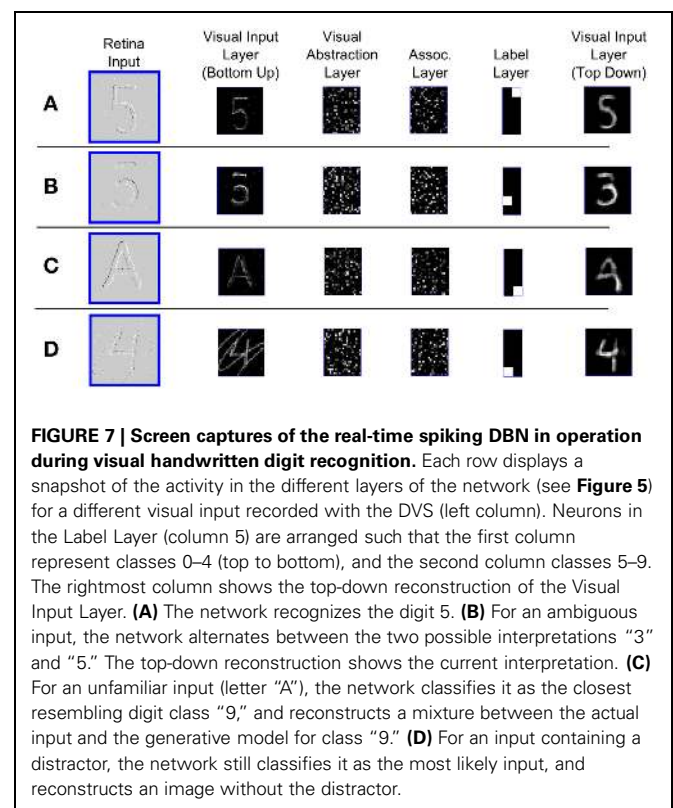 Retina
Input
Visual Input
Layer
(Bottom Up)
Visual
Abstraction
Layer
Assoc.
Layer
Label
Layer
Visual Input
Layer
(Top Down)
A
5
5
5
B
3
C
A
A
D
4
4
4
FIGURE 7 | Screen captures of the real-time spiking DBN in operation
during visual handwritten digit recognition. Each row displays a
snapshot of the activity in the different layers of the network (see Figure 5)
for a different visual input recorded with the DVS (left column). Neurons in
the Label Layer (column 5) are arranged such that the first column
represent classes 0–4 (top to bottom), and the second column classes 5–9.
The rightmost column shows the top-down reconstruction of the Visual
Input Layer. (A) The network recognizes the digit 5. (B) For an ambiguous
input, the network alternates between the two possible interpretations “3”
and “5.” The top-down reconstruction shows the current interpretation. (C)
For an unfamiliar input (letter “A”), the network classifies it as the closest
resembling digit class “9,” and reconstructs a mixture between the actual
input and the generative model for class “9.” (D) For an input containing a
distractor, the network still classifies it as the most likely input, and
reconstructs an image without the distractor.